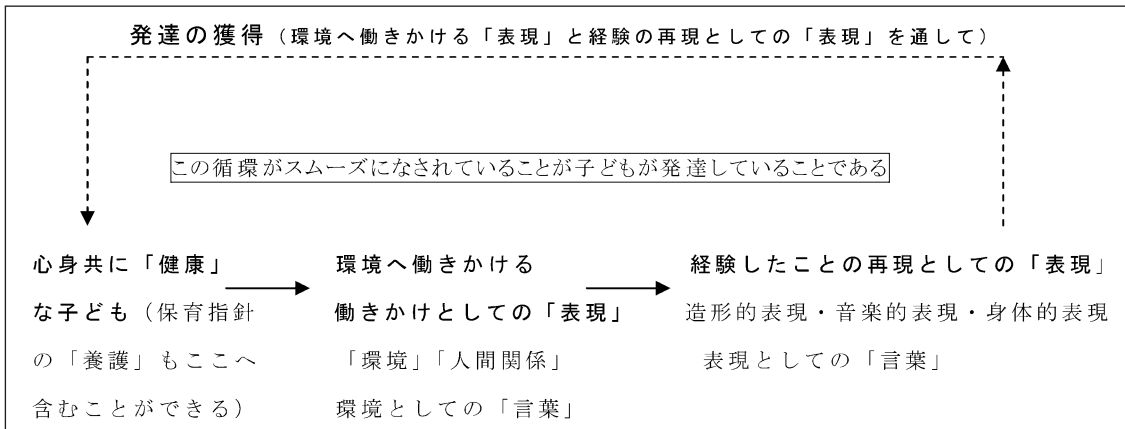 発達の獲得（環境へ働きかける「表現」と経験の再現としての「表現」を通して）
この循環がスムーズになされていることが子どもが発達していることである
心身共に「健康」
な子ども（保育指針
の「養護」もここへ
含むことができる）
環境へ働きかける
働きかけとしての「表現」
「環境」「人間関係」
環境としての「言葉」
経験したことの再現としての「表現」
造形的表現・音楽的表現・身体的表現
表現としての「言葉」